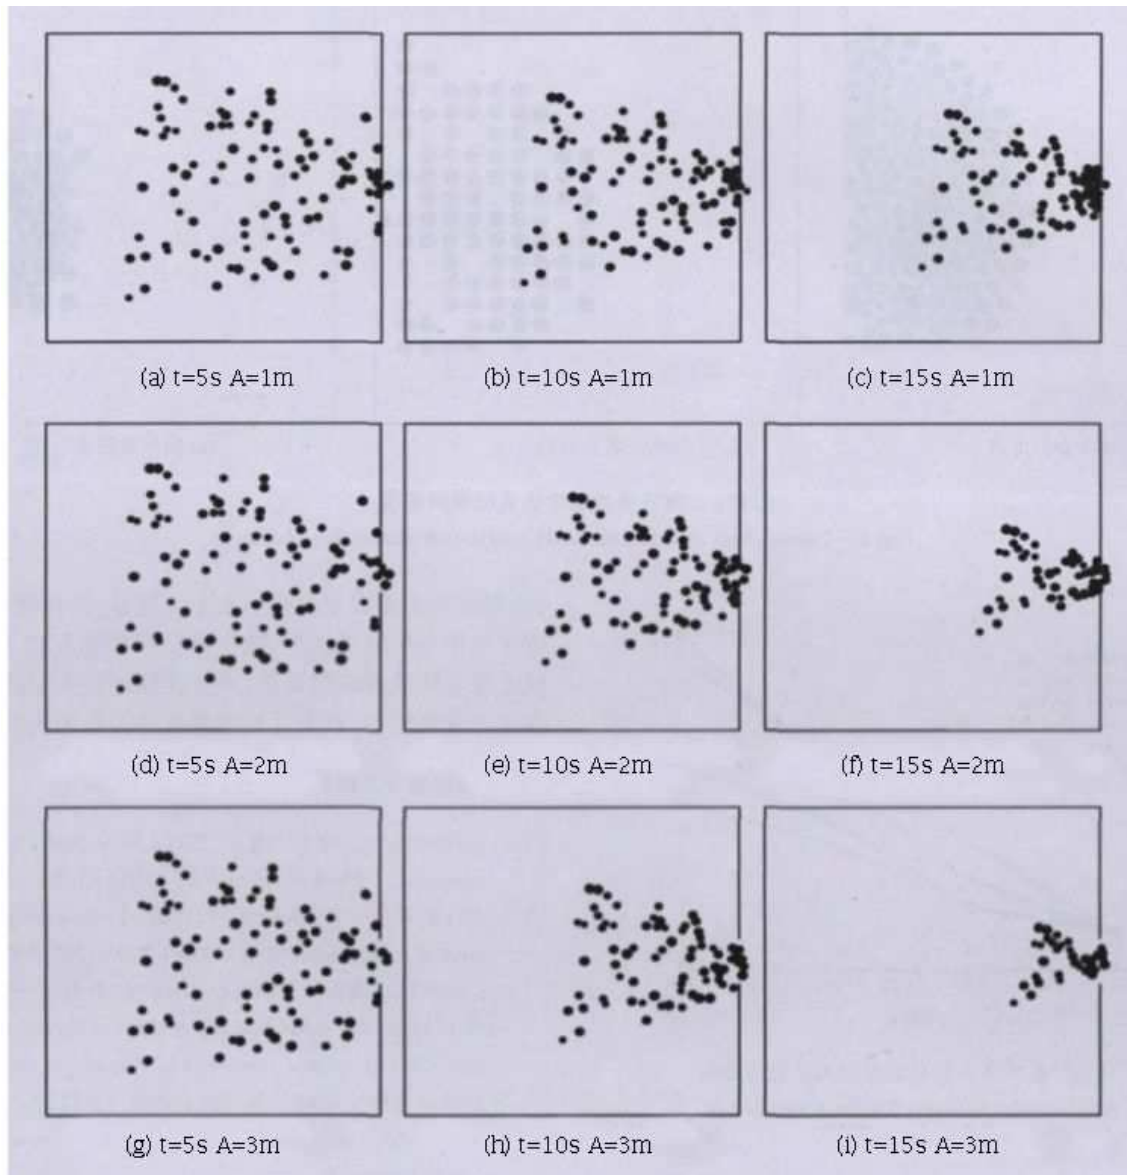 (a) t=5s A=1m
(b) t=10s A=1m
(c) t=15s A=1m
(d) t=5s A=2m
(e) t=10s A=2m
(f) t=15s A=2m
(g) t=5s A=3m
(h) t=10s A=3m
(i) t=15s A=3m